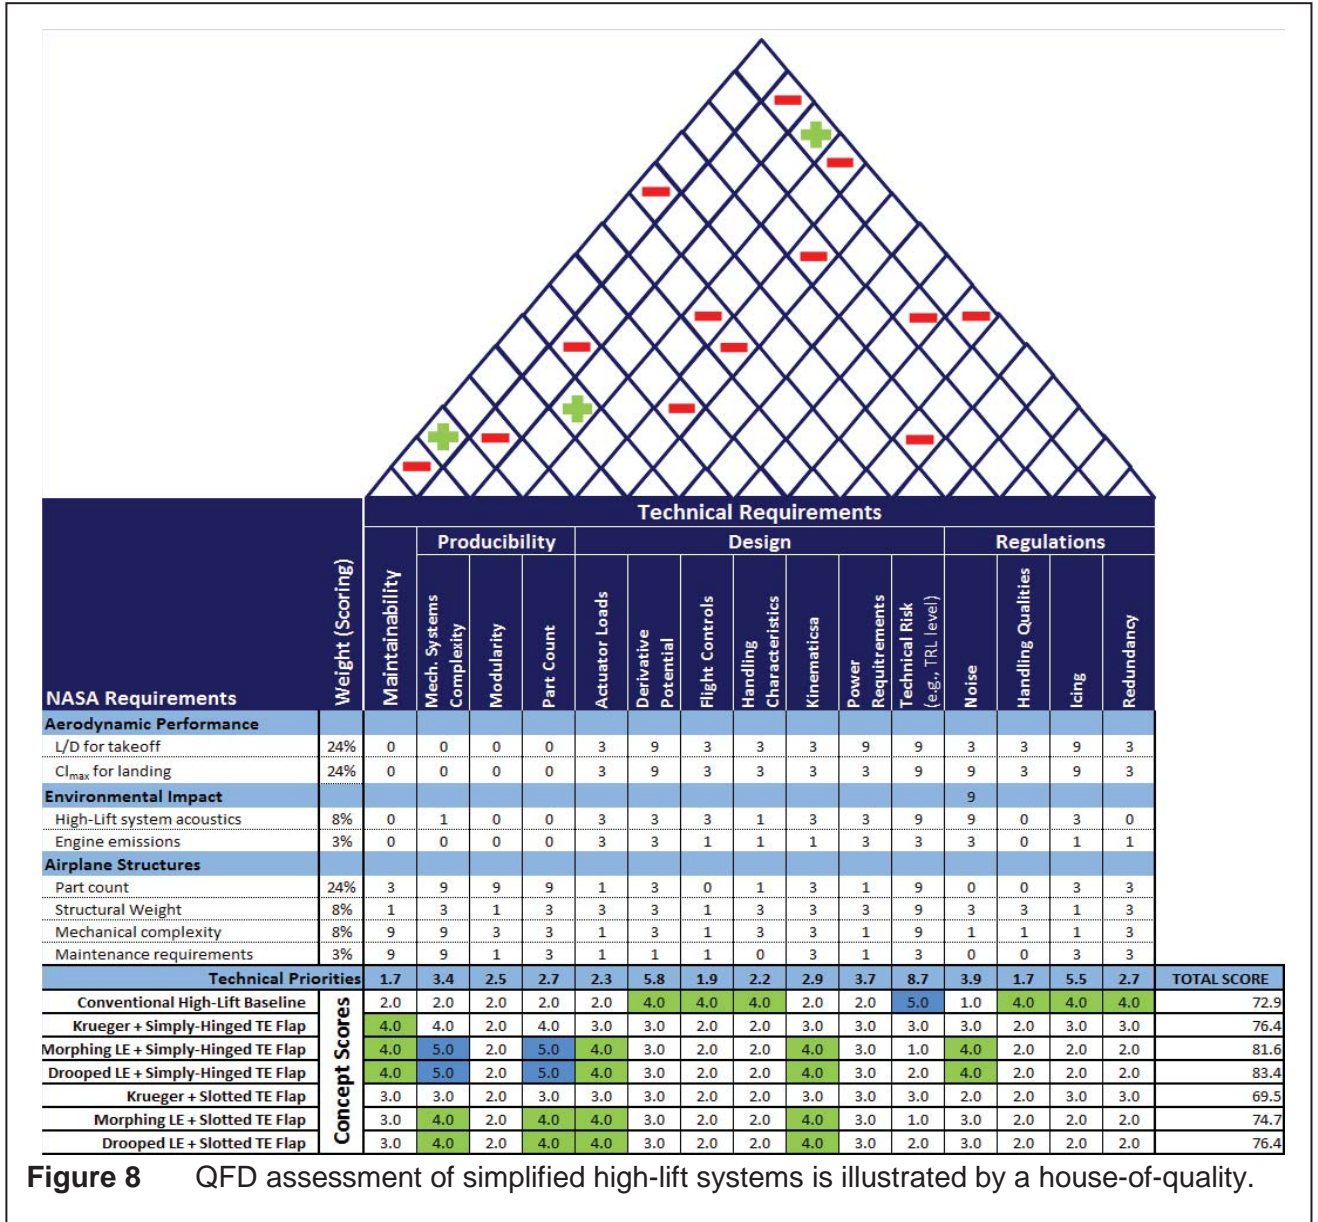 Technical Requirements
Producibility Design Regulations
NASA Requirements Weight (Scoring) Maintainability Mech. Systems Complexity Modularity Part Count Actuator Loads Derivative Potential Flight Controls Handling Characteristics Kinematicsa Power Requitrements Technical Risk (e.g., TRL level) Noise Handling Qualities Icing Redundancy
Aerodynamic Performance
L/D for takeoff 24% 0 0 0 0 3 9 3 3 3 9 9 3 3 9 3
Clmax for landing 24% 0 0 0 0 3 9 3 3 3 3 9 9 3 9 3
Environmental Impact 9
High-Lift system acoustics 8% 0 1 0 0 3 3 3 1 3 3 9 9 0 3 0
Engine emissions 3% 0 0 0 0 3 3 1 1 1 3 3 3 0 1 1
Airplane Structures
Part count 24% 3 9 9 9 1 3 0 1 3 1 9 0 0 3 3
Structural Weight 8% 1 3 1 3 3 3 1 3 3 3 9 3 3 1 3
Mechanical complexity 8% 9 9 3 3 1 3 1 3 3 1 9 1 1 1 3
Maintenance requirements 3% 9 9 1 3 1 1 1 0 3 1 3 0 0 3 3
Technical Priorities 1.7 3.4 2.5 2.7 2.3 5.8 1.9 2.2 2.9 3.7 8.7 3.9 1.7 5.5 2.7 TOTAL SCORE
Concept Scores
Conventional High-Lift Baseline 2.0 2.0 2.0 2.0 2.0 4.0 4.0 4.0 2.0 2.0 5.0 1.0 4.0 4.0 4.0 72.9
Krueger + Simply-Hinged TE Flap 4.0 4.0 2.0 4.0 3.0 3.0 2.0 2.0 3.0 3.0 3.0 3.0 2.0 3.0 3.0 76.4
Morphing LE + Simply-Hinged TE Flap 4.0 5.0 2.0 5.0 4.0 3.0 2.0 2.0 4.0 3.0 1.0 4.0 2.0 2.0 2.0 81.6
Drooped LE + Simply-Hinged TE Flap 4.0 5.0 2.0 5.0 4.0 3.0 2.0 2.0 4.0 3.0 2.0 4.0 2.0 2.0 2.0 83.4
Krueger + Slotted TE Flap 3.0 3.0 2.0 3.0 3.0 3.0 2.0 2.0 3.0 3.0 3.0 2.0 2.0 3.0 3.0 69.5
Morphing LE + Slotted TE Flap 3.0 4.0 2.0 4.0 4.0 3.0 2.0 2.0 4.0 3.0 1.0 3.0 2.0 2.0 2.0 74.7
Drooped LE + Slotted TE Flap 3.0 4.0 2.0 4.0 4.0 3.0 2.0 2.0 4.0 3.0 2.0 3.0 2.0 2.0 2.0 76.4
Figure 8 QFD assessment of simplified high-lift systems is illustrated by a house-of-quality.